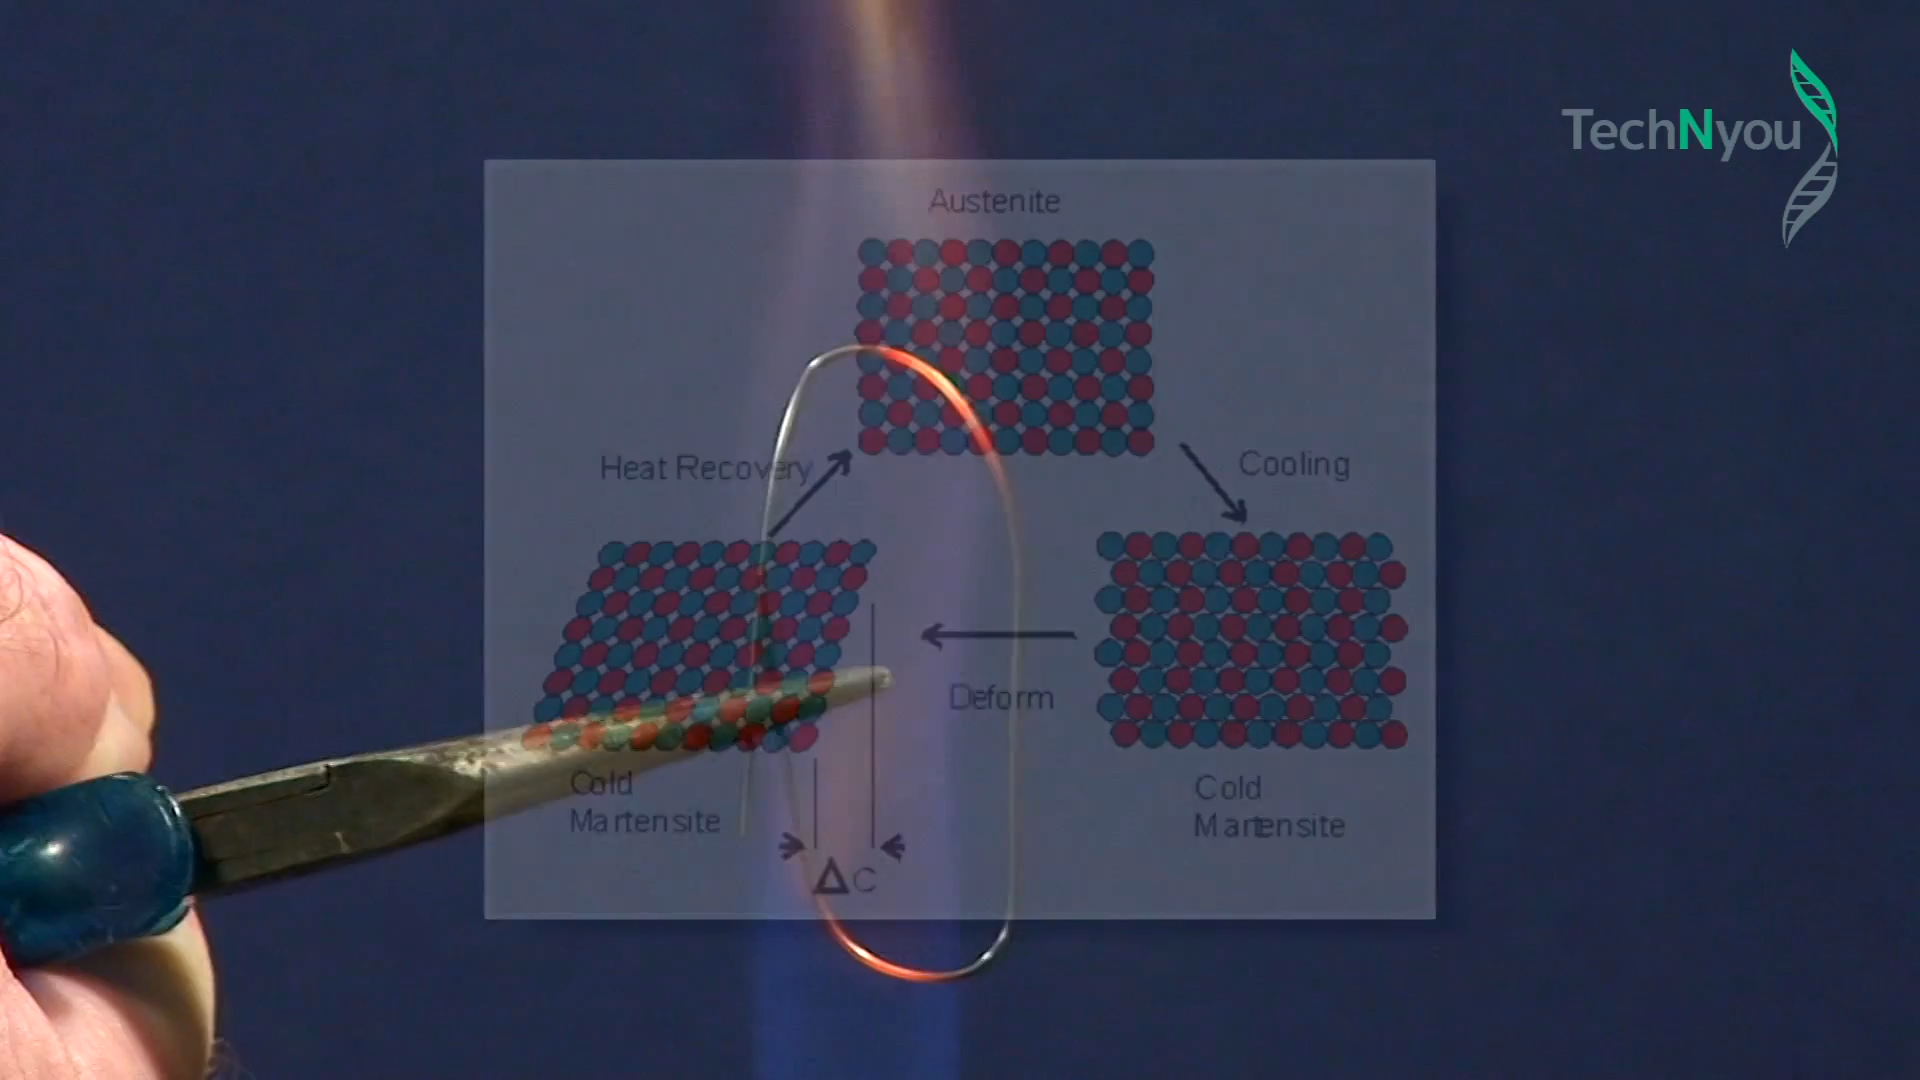 TechNyou
Austenite
Heat Recovery
Cooling
Deform
Cold
Martensite
Cold
Martensite
Δc